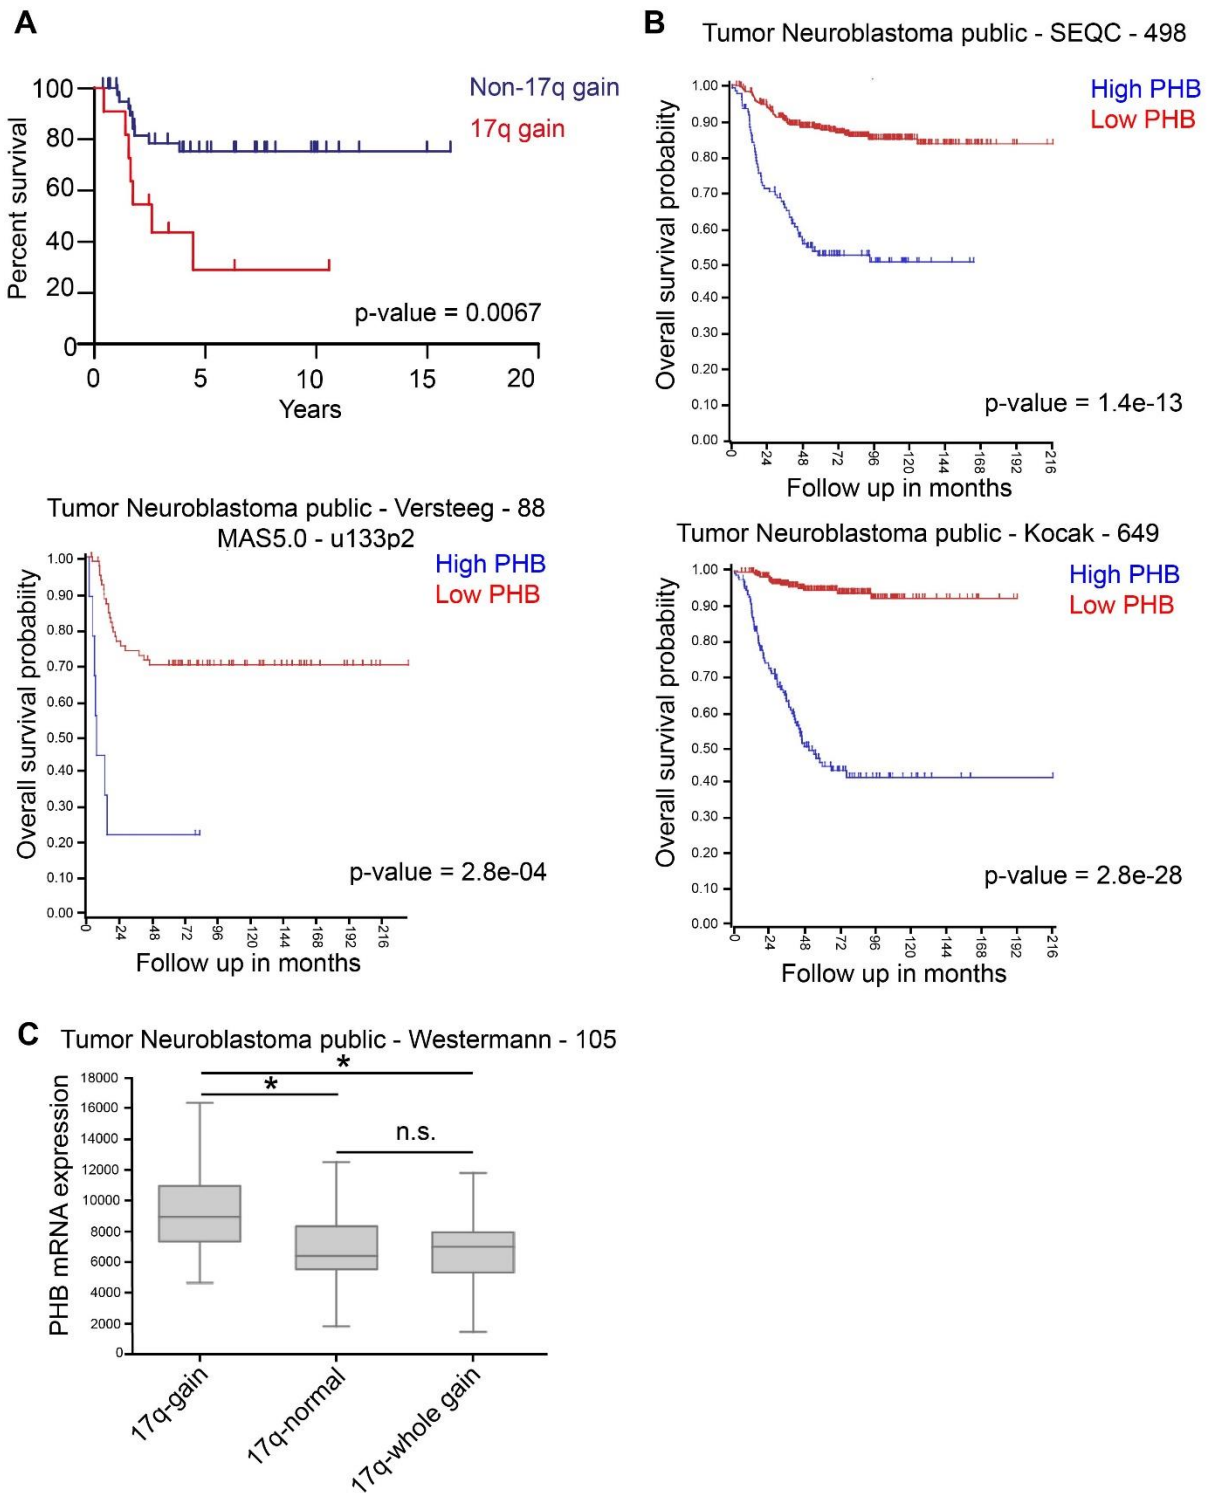 A
100
80
60
40
20
0
Percent survival
Non-17q gain
17q gain
p-value = 0.0067
0 5 10 15 20
Years
B
Tumor Neuroblastoma public - SEQC - 498
High PHB
Low PHB
1.00
0.90
0.80
0.70
0.60
0.50
0.40
0.30
0.20
0.10
0.00
Overall survival probabiity
p-value = 1.4e-13
0 24 48 72 96 120 144 168 192 216
Follow up in months
Tumor Neuroblastoma public - Versteeg - 88
MAS5.0 - u133p2
High PHB
Low PHB
1.00
0.90
0.80
0.70
0.60
0.50
0.40
0.30
0.20
0.10
0.00
Overall survival probabiity
p-value = 2.8e-04
0 24 48 72 96 120 144 168 192 216
Follow up in months
Tumor Neuroblastoma public - Kocak - 649
High PHB
Low PHB
1.00
0.90
0.80
0.70
0.60
0.50
0.40
0.30
0.20
0.10
0.00
Overall survival probabiity
p-value = 2.8e-28
0 24 48 72 96 120 144 168 192 216
Follow up in months
C
Tumor Neuroblastoma public - Westermann - 105
18000
16000
14000
12000
10000
8000
6000
4000
2000
0
PHB mRNA expression
*
*
n.s.
17q-gain
17q-normal
17q-whole gain